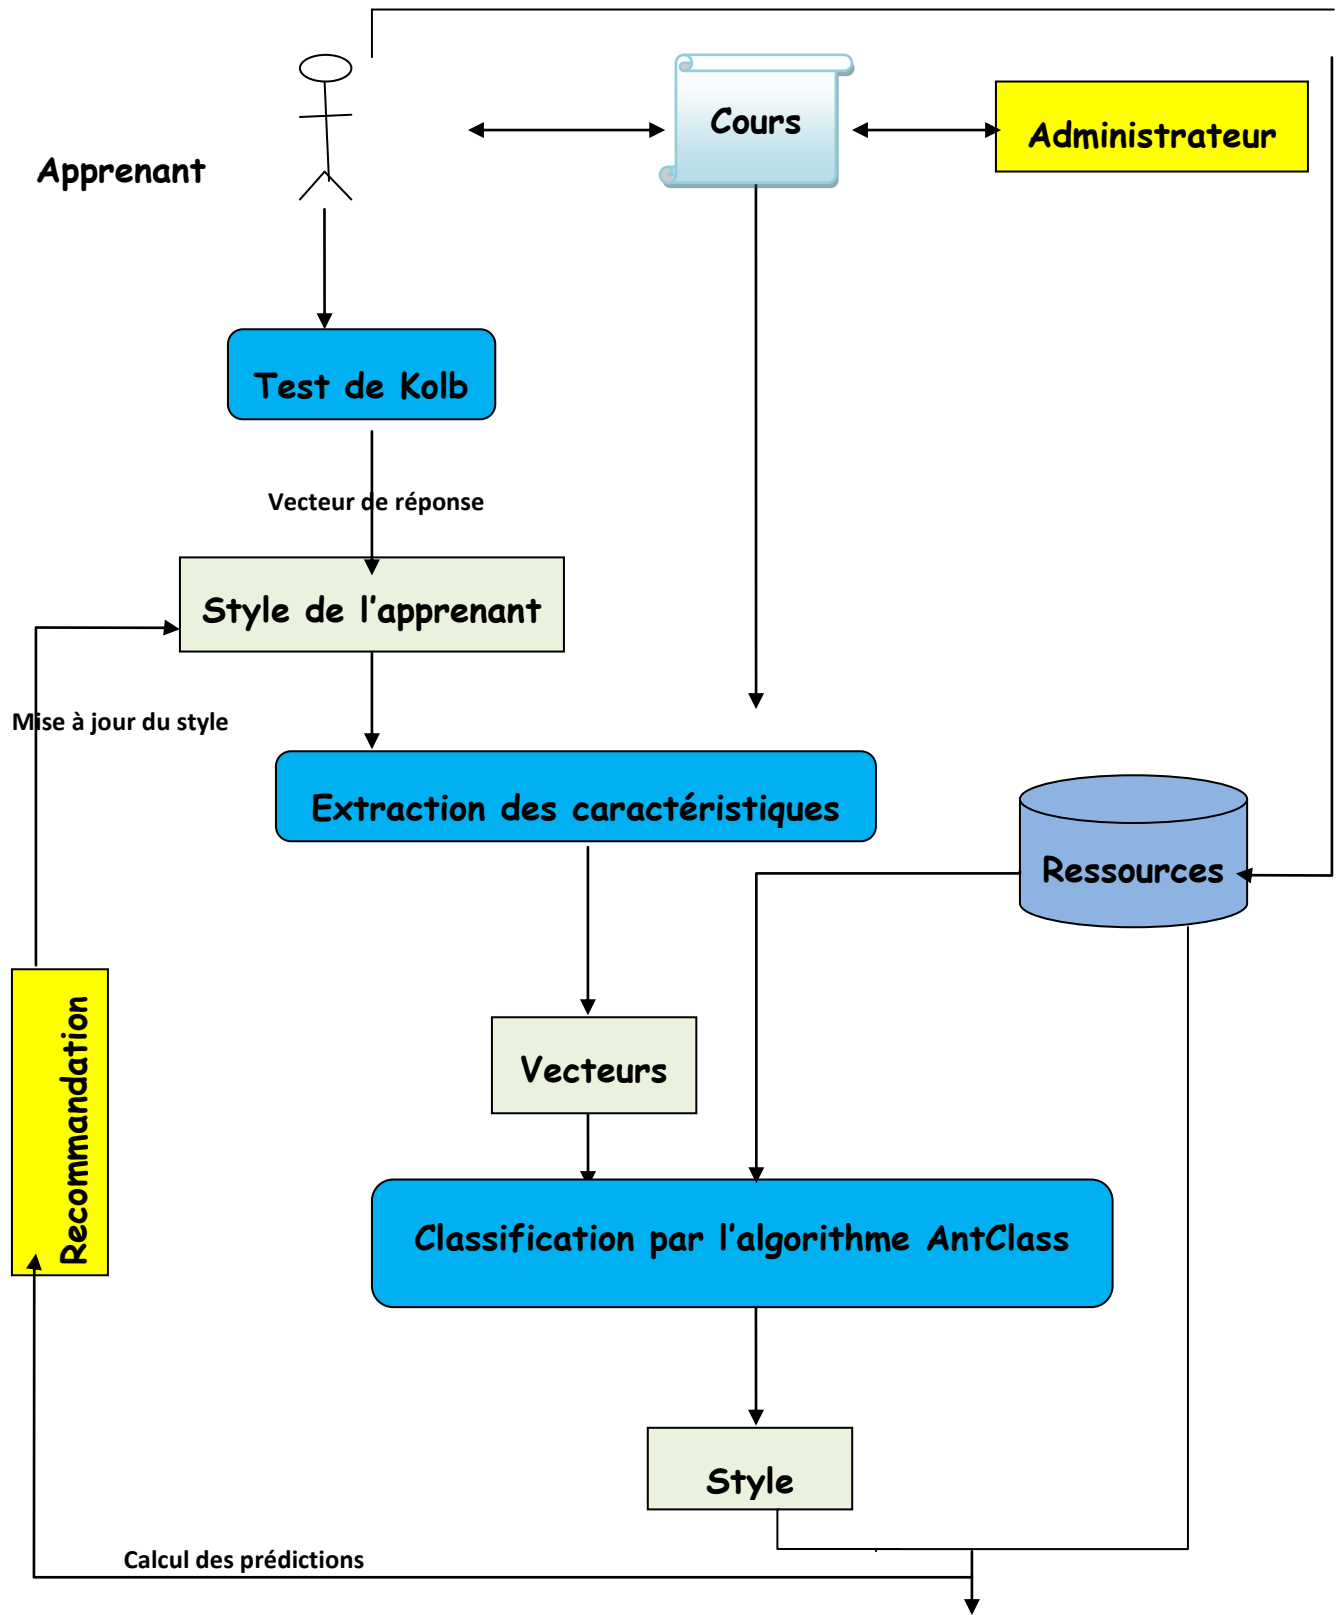 Cours
Administrateur
Apprenant
Test de Kolb
Vecteur de réponse
Style de l'apprenant
Mise à jour du style
Extraction des caractéristiques
Ressources
Recommandation
Vecteurs
Classification par l'algorithme AntClass
Style
Calcul des prédictions